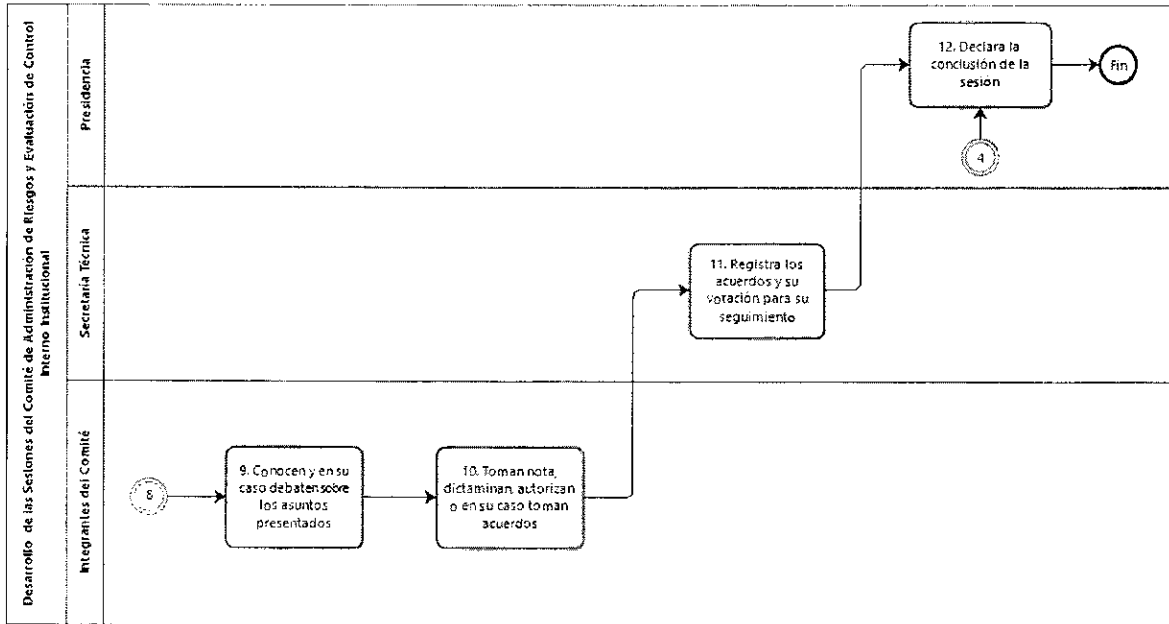 Desarrollo de las Sesiones del Comité de Administración de Riesgos y Evaluación de Control
Interno Institucional
Presidencia
12. Declara la
conclusión de la
sesión
Fin
4
Secretaría Técnica
11. Registra los
acuerdos y su
votación para su
seguimiento
Integrantes del Comité
9. Conocen y en su
caso debaten sobre
los asuntos
presentados
10. Toman nota,
dictaminan, autorizan
o en su caso toman
acuerdos